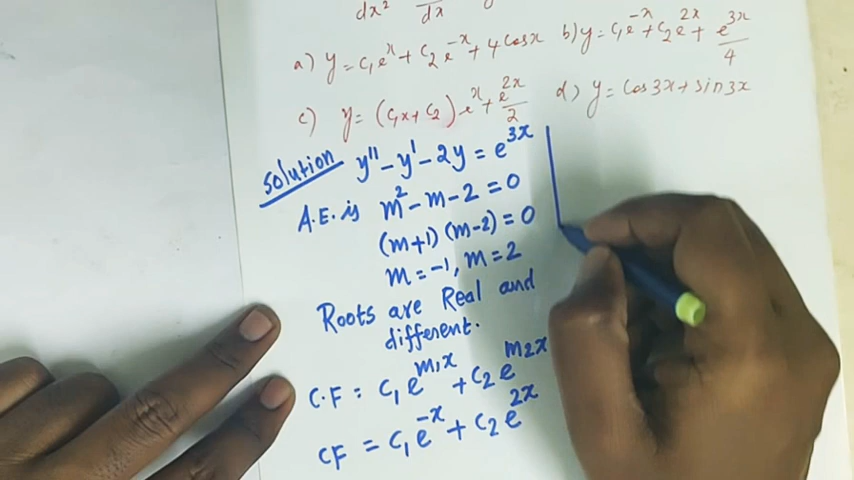 dx² dx
a) y = c₁eˣ + c₂e⁻ˣ + 4cosx b) y = c₁e⁻ˣ + c₂e²ˣ + e³ˣ/4
c) y = (c₁x + c₂)eˣ + e²ˣ/2 d) y = cos3x + sin3x
Solution y'' - y' - 2y = e³ˣ
A.E. is m² - m - 2 = 0
(m+1) (m-2) = 0
m = -1, m = 2
Roots are Real and
different.
C.F = c₁e^m₁x + c₂e^m₂x
CF = c₁e⁻ˣ + c₂e²ˣ